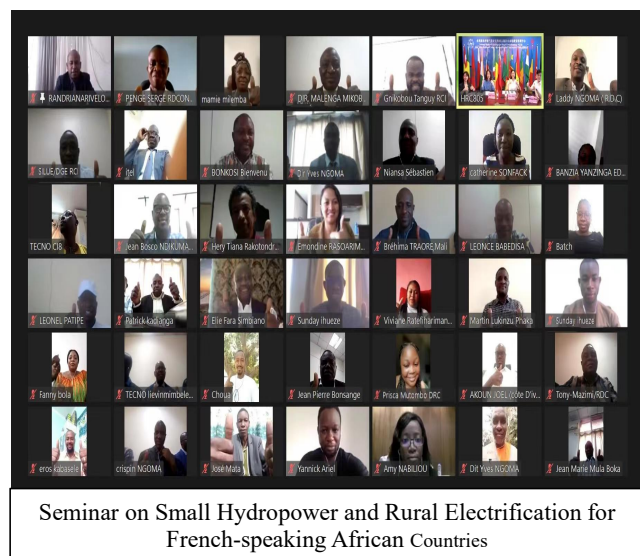 RANDRIANARIVELO...
PENGE SERGE RDCON...
mamie milemba
DIR. MALENGA MIKOB...
Gnikobou Tanguy RCI
HRC805
Laddy NGOMA ( R.D.C)
SILUE/DGE RCI
itel
BONKOSI Bienvenu
Dir Yves NGOMA
Niansa Sébastien
catherine SONFACK
BANZIA YANZINGA ED...
TECNO CI8
Jean Bosco NDIKUMA...
Hery Tiana Rakotondr...
Emondine RASOARIM...
Bréhima TRAORE Mali
LEONCE BABEDISA
Batch
LEONEL PATIPE
Patrick-kadianga
Elie Fara Simbiano
Sunday ihueze
Viviane Ratefihariman...
Martin Lukinzu Phaka
Sunday ihueze
Fanny bola
TECNO lievinmimbele...
Choua
Jean Pierre Bonsange
Prisca Mutombo DRC
AKOUN JOEL (côte D'iv...
Tony-Mazimi/RDC
eros kabasele
crispin NGOMA
José Mata
Yannick Ariel
Amy NABILIOU
Dit Yves NGOMA
Jean Marie Mula Boka
Seminar on Small Hydropower and Rural Electrification for
French-speaking African Countries